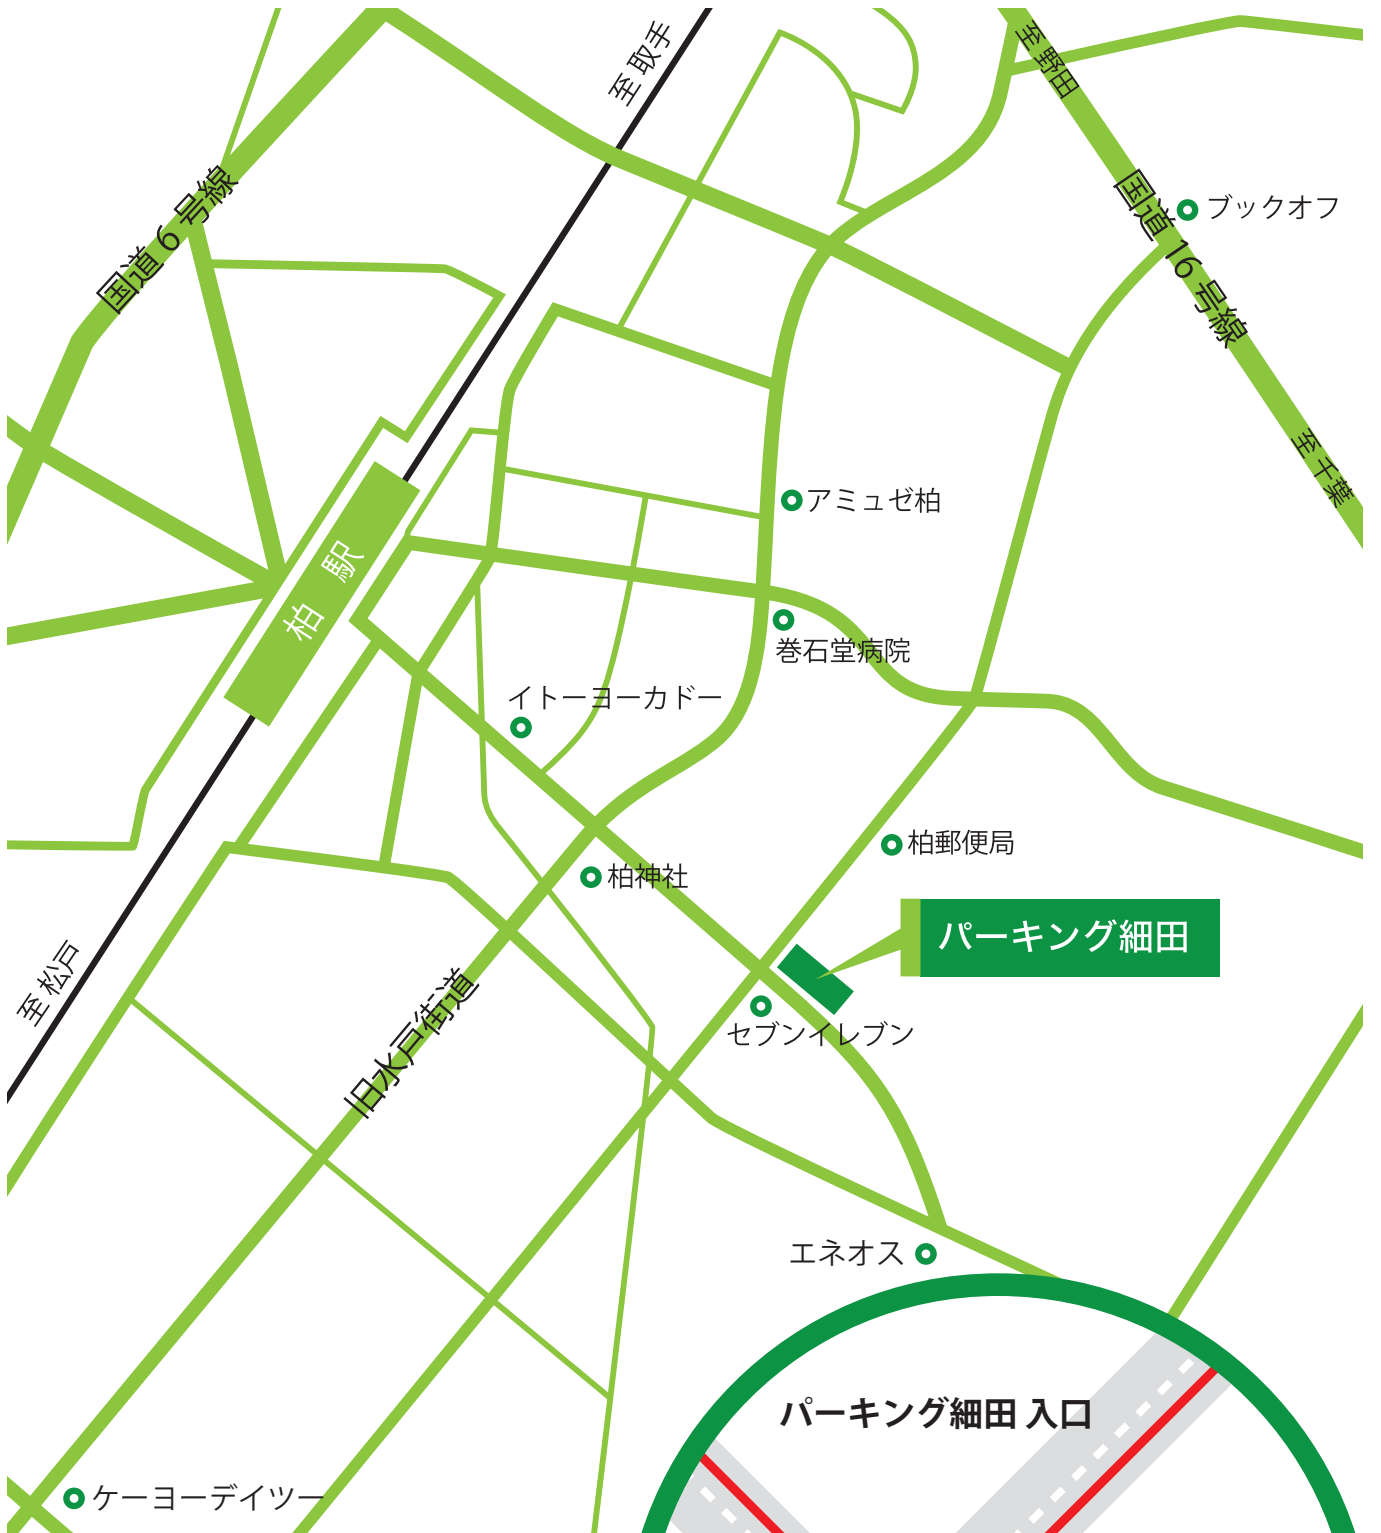 至 取手
至 野田
国道６号線
国道 16 号線
ブックオフ
至 千葉
アミュゼ柏
柏　駅
巻石堂病院
イトーヨーカドー
柏郵便局
柏神社
パーキング細田
至 松戸
旧水戸街道
セブンイレブン
エネオス
パーキング細田 入口
ケーヨーデイツー